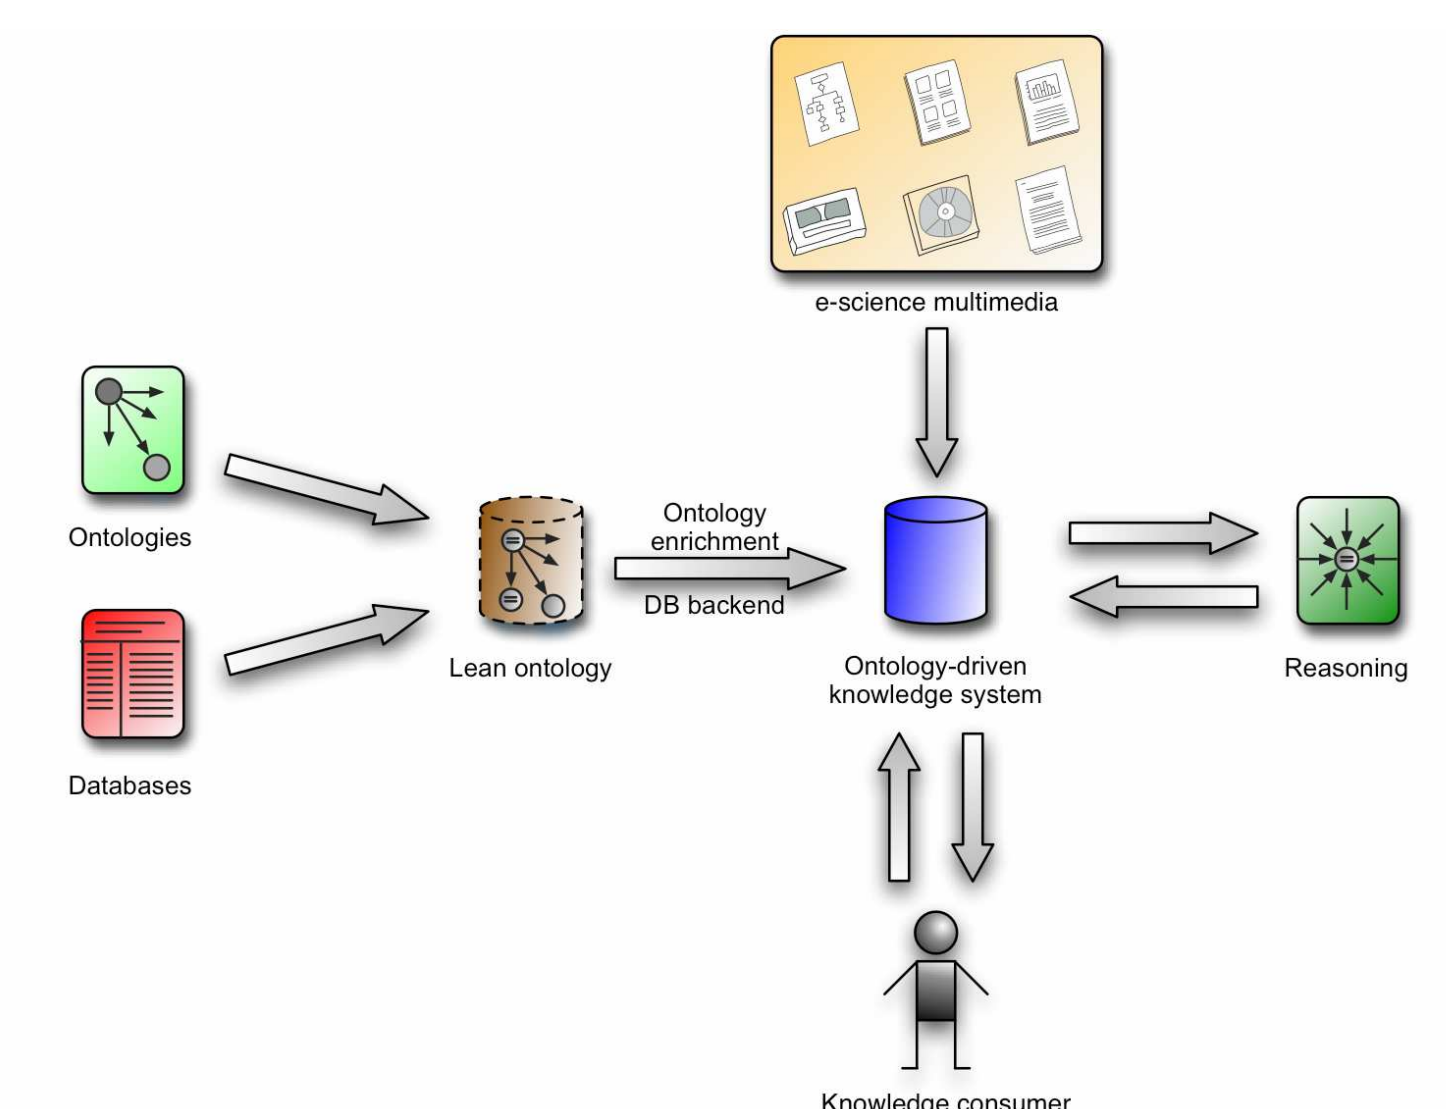 e-science multimedia
Ontologies
Ontology
enrichment
DB backend
Lean ontology
Ontology-driven
knowledge system
Reasoning
Databases
Knowledge consumer